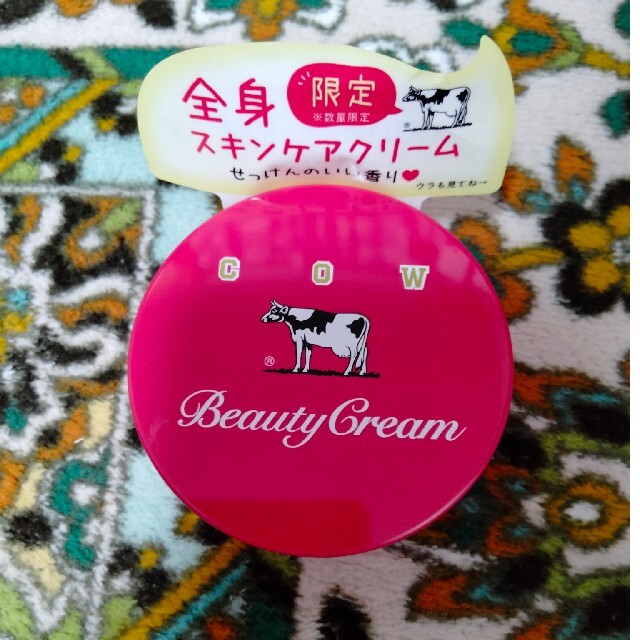 全身
限定
※数量限定
スキンケアクリーム
せっけんのいい香り♥
ウラも見てね→
®
COW
®
Beauty Cream